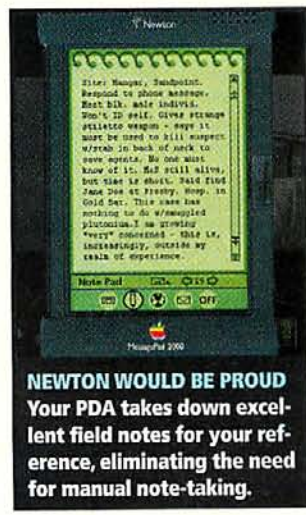 Newton
Site: Hangar, Sandpoint.
Respond to phone message.
Meet blk. male individ.
Won't ID self. Gives strange
stiletto weapon - says it
must be used to kill suspect
w/stab in back of neck to
save agents. No one must
know of it. M&S still alive,
but time is short. Said find
Jane Doe at Presby. Hosp. in
Gold Bar. This case has
nothing to do w/smuggled
plutonium. I am growing
*very* concerned - this is,
increasingly, outside my
realm of experience.
Note Pad
OFF
MessagePad 2000
NEWTON WOULD BE PROUD
Your PDA takes down excel-
lent field notes for your ref-
erence, eliminating the need
for manual note-taking.